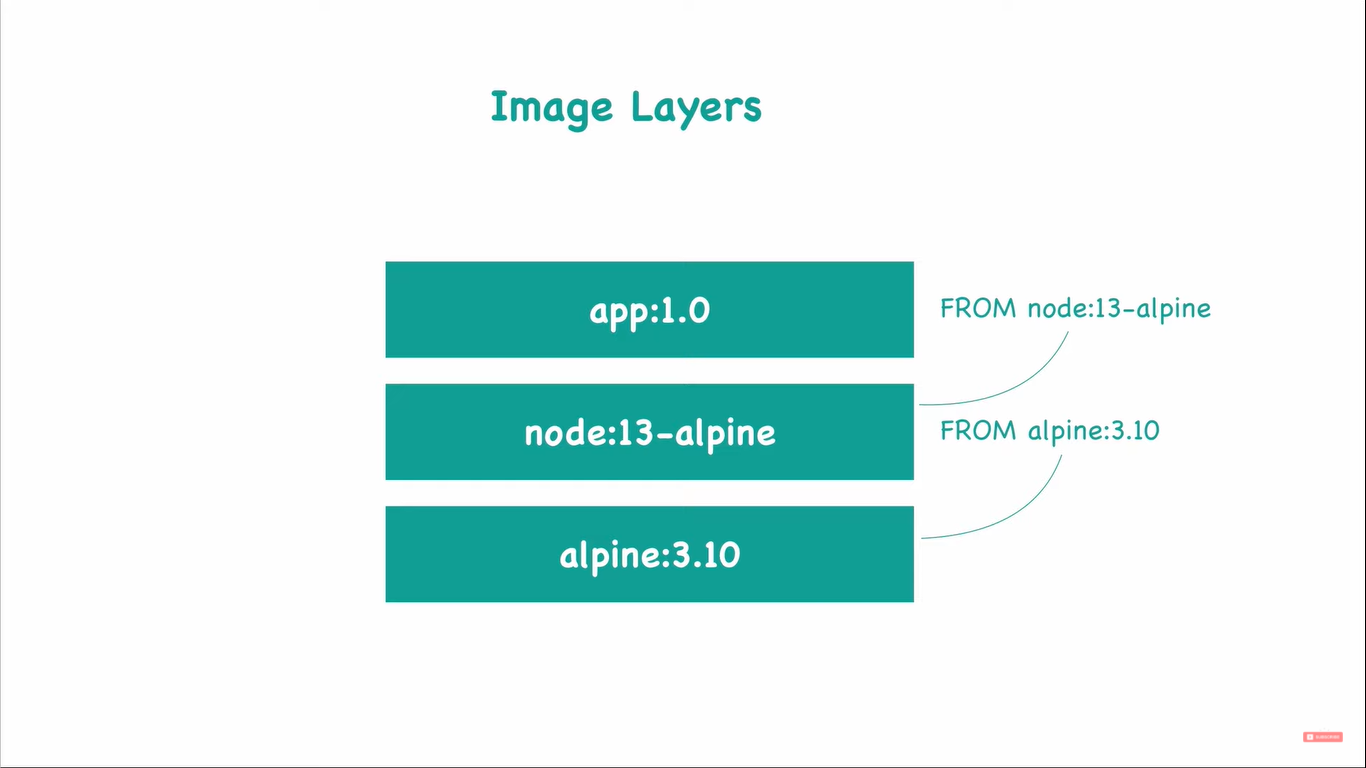 Image Layers
app:1.0
FROM node:13-alpine
node:13-alpine
FROM alpine:3.10
alpine:3.10
SUBSCRIBE